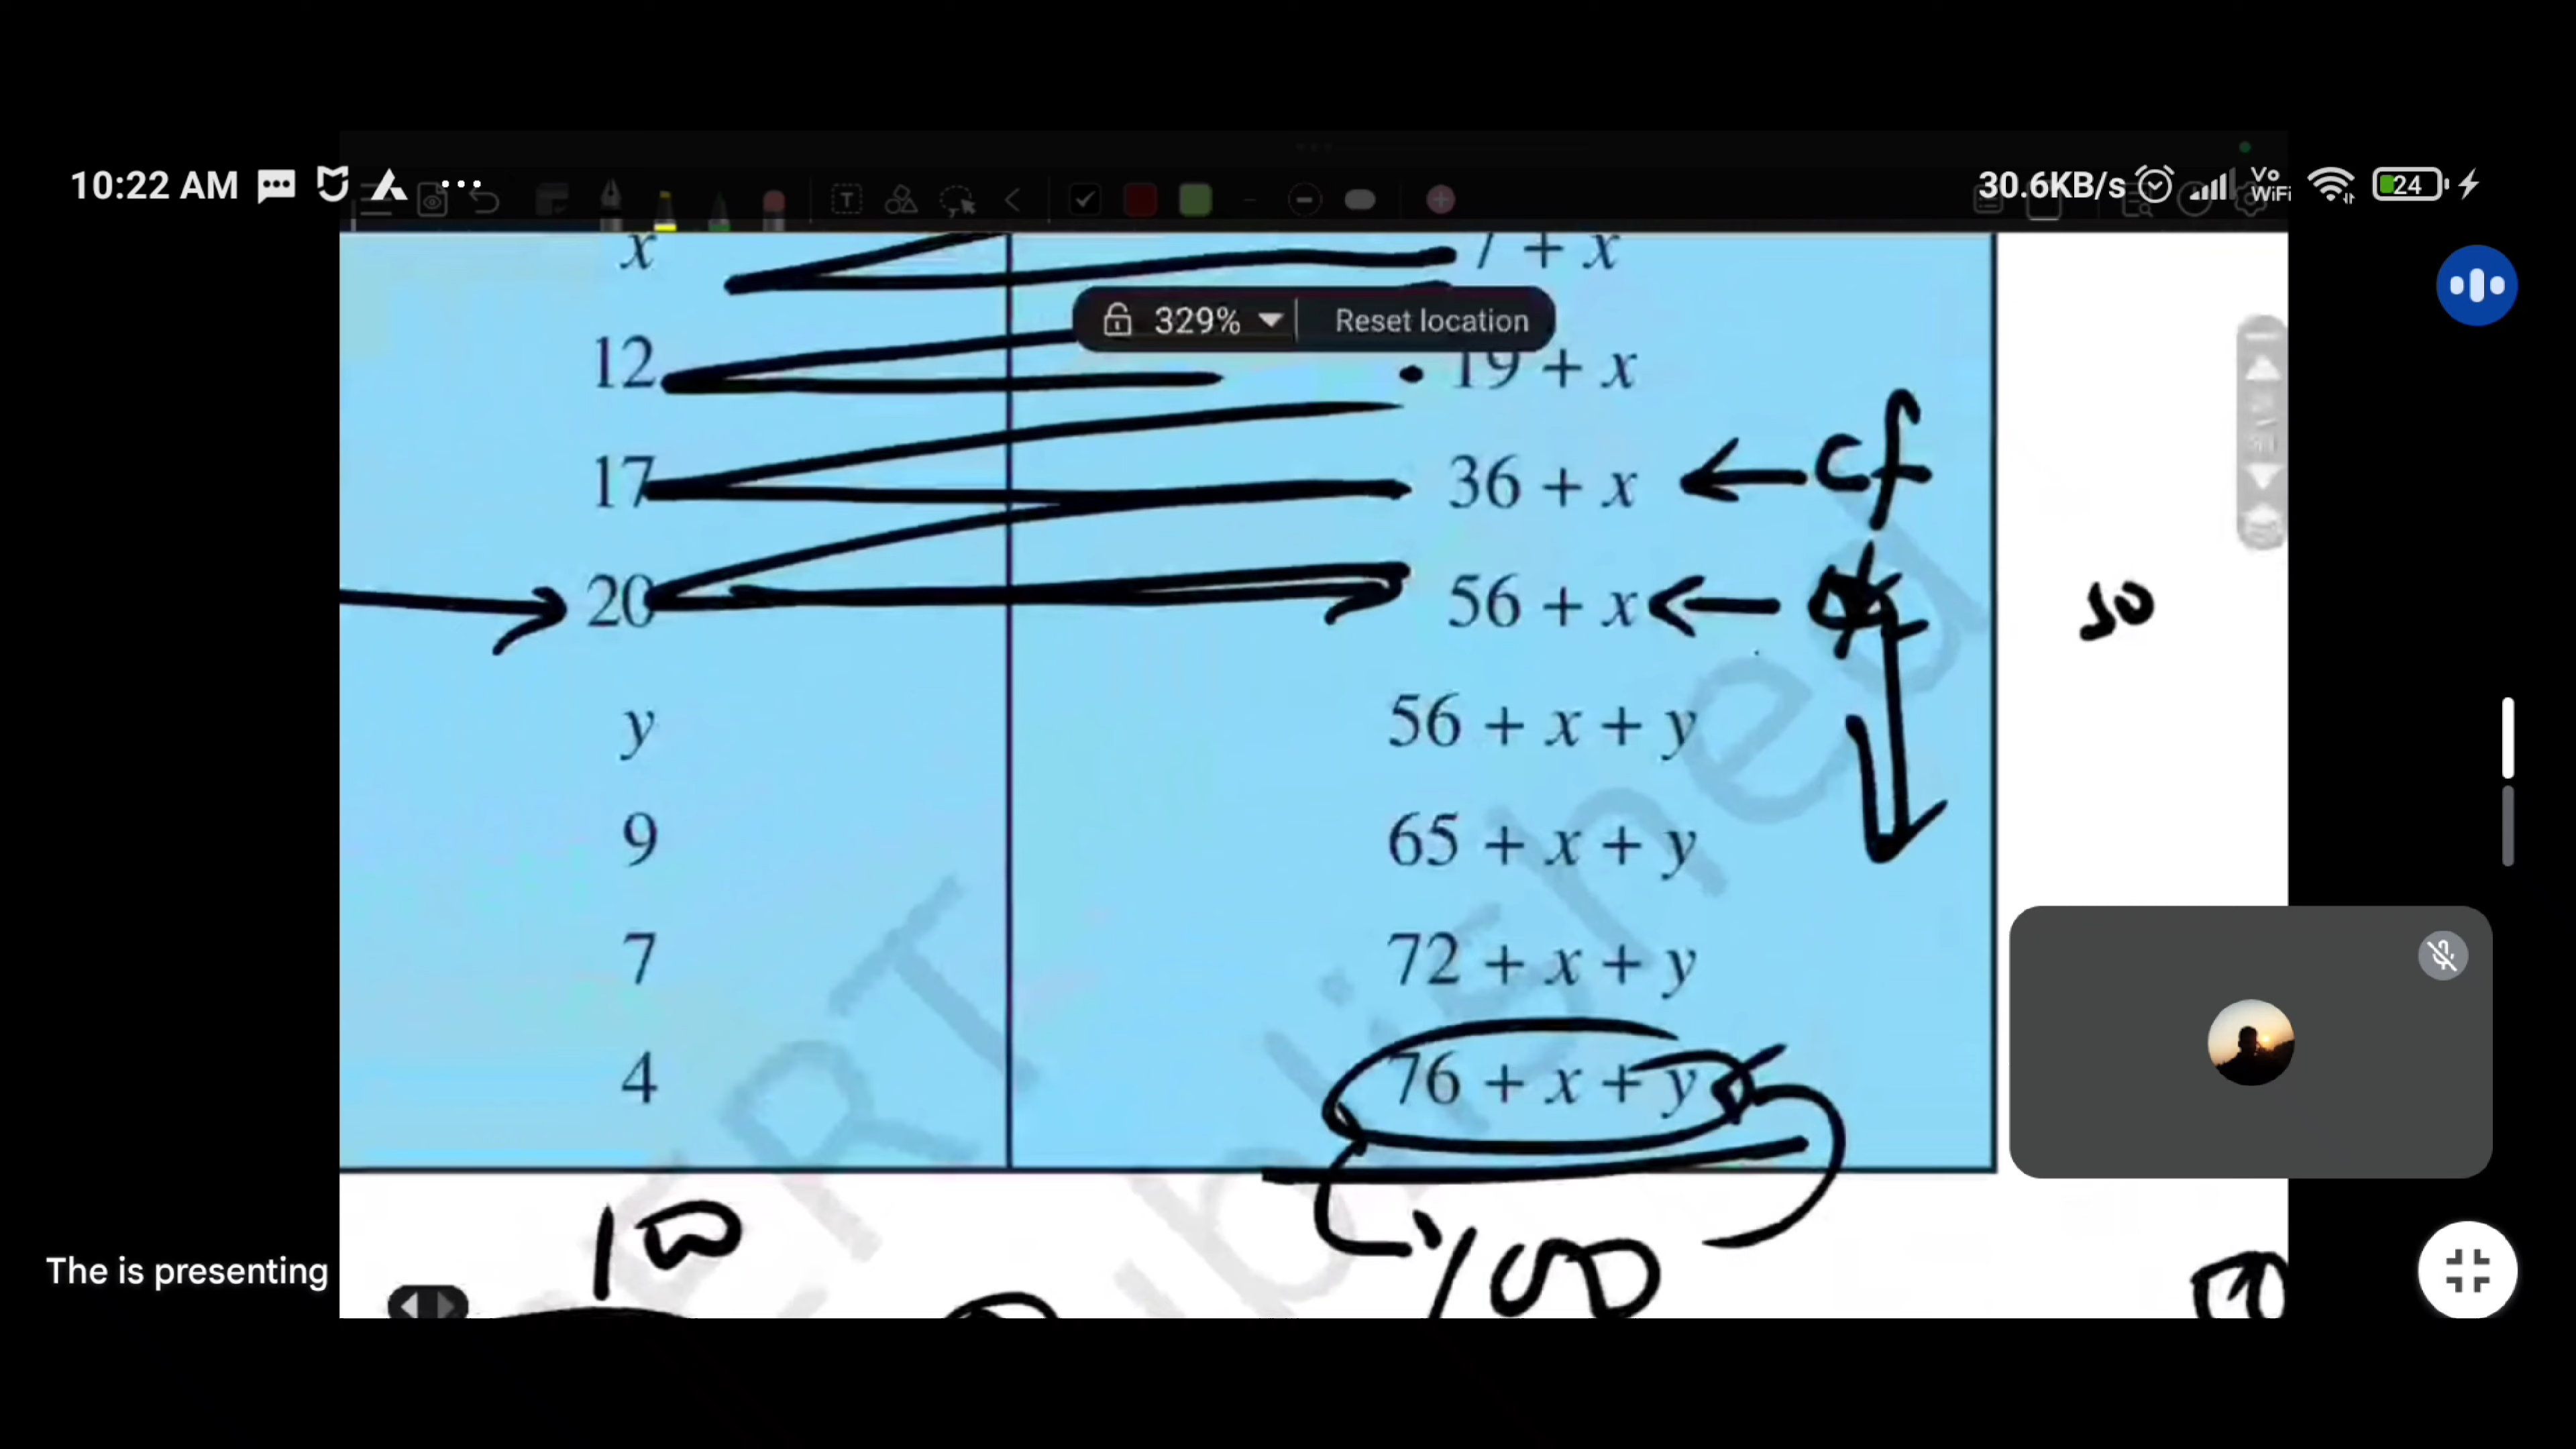 10:22 AM 30.6KB/s Vo WiFi 24
329% Reset location
x 7 + x
12 19 + x
17 36 + x ← cf
20 56 + x ←
50
y 56 + x + y
9 65 + x + y
7 72 + x + y
4 76 + x + y
100 100
The is presenting